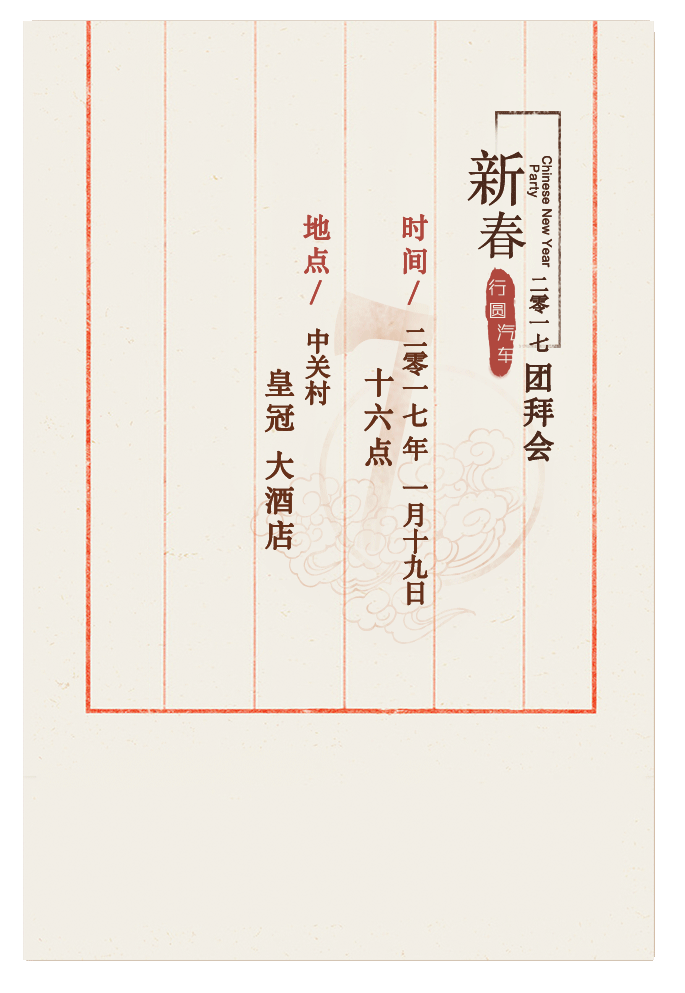 Chinese New Year
Party
二零一七
团拜会
新春
行圆汽车
时间/
二零一七年 一月十九日
十六点
地点/
中关村
皇冠 大酒店